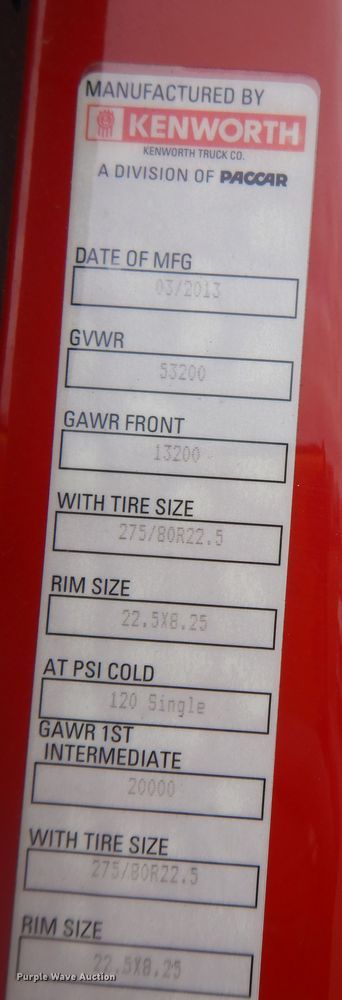 MANUFACTURED BY
KENWORTH
KENWORTH TRUCK CO.
A DIVISION OF PACCAR
DATE OF MFG
03/2013
GVWR
53200
GAWR FRONT
13200
WITH TIRE SIZE
275/80R22.5
RIM SIZE
22.5X8.25
AT PSI COLD
120 Single
GAWR 1ST
INTERMEDIATE
20000
WITH TIRE SIZE
275/80R22.5
RIM SIZE
22.5X8.25
Purple Wave Auction